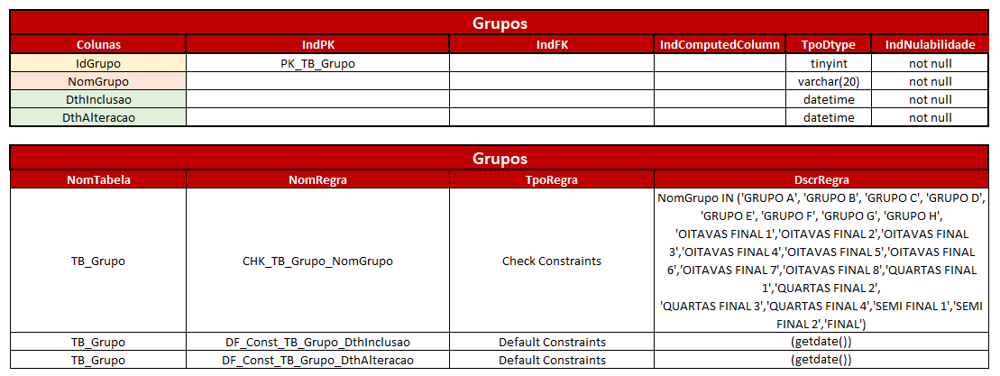 Grupos
Colunas IndPK IndFK IndComputedColumn TpoDtype IndNulabilidade
IdGrupo PK_TB_Grupo tinyint not null
NomGrupo varchar(20) not null
DthInclusao datetime not null
DthAlteracao datetime not null
Grupos
NomTabela NomRegra TpoRegra DscrRegra
NomGrupo IN ('GRUPO A', 'GRUPO B', 'GRUPO C', 'GRUPO D',
'GRUPO E', 'GRUPO F', 'GRUPO G', 'GRUPO H',
'OITAVAS FINAL 1','OITAVAS FINAL 2','OITAVAS FINAL
3','OITAVAS FINAL 4','OITAVAS FINAL 5','OITAVAS FINAL
TB_Grupo CHK_TB_Grupo_NomGrupo Check Constraints 6','OITAVAS FINAL 7','OITAVAS FINAL 8','QUARTAS FINAL
1','QUARTAS FINAL 2',
'QUARTAS FINAL 3','QUARTAS FINAL 4','SEMI FINAL 1','SEMI
FINAL 2','FINAL')
TB_Grupo DF_Const_TB_Grupo_DthInclusao Default Constraints (getdate())
TB_Grupo DF_Const_TB_Grupo_DthAlteracao Default Constraints (getdate())